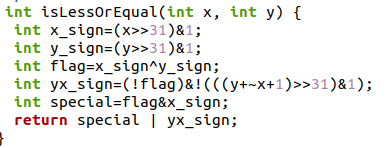 int isLessOrEqual(int x, int y) {
int x_sign=(x>>31)&1;
int y_sign=(y>>31)&1;
int flag=x_sign^y_sign;
int yx_sign=(!flag)&!(((y+~x+1)>>31)&1);
int special=flag&x_sign;
return special | yx_sign;
}